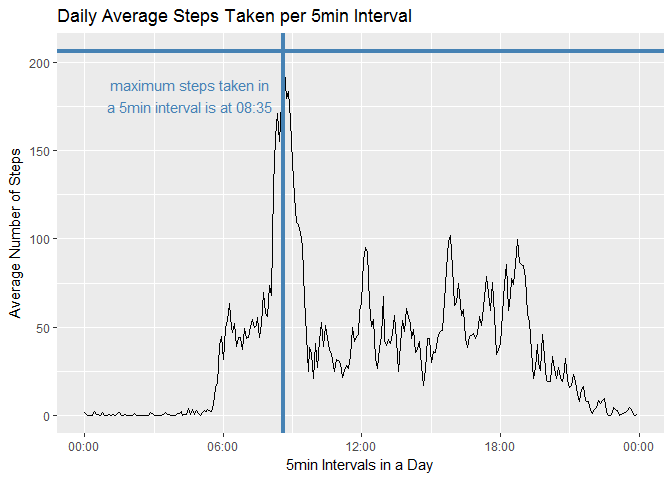 Daily Average Steps Taken per 5min Interval
200
maximum steps taken in
a 5min interval is at 08:35
150
Average Number of Steps
100
50
0
00:00 06:00 12:00 18:00 00:00
5min Intervals in a Day